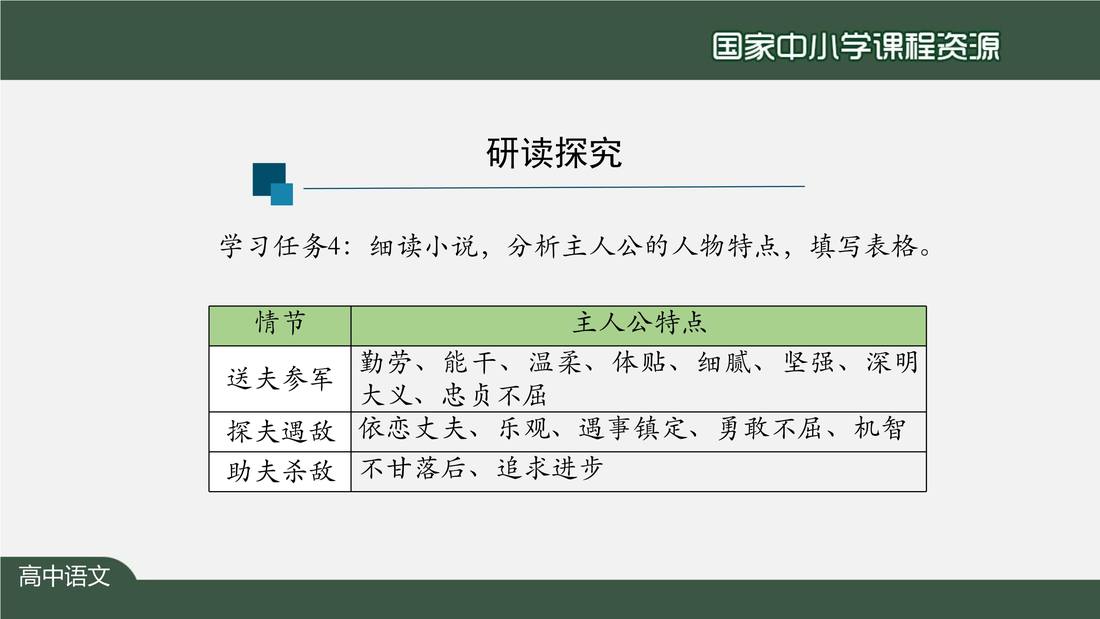 国家中小学课程资源
研读探究
学习任务4：细读小说，分析主人公的人物特点，填写表格。
情节 主人公特点
送夫参军 勤劳、能干、温柔、体贴、细腻、坚强、深明
大义、忠贞不屈
探夫遇敌 依恋丈夫、乐观、遇事镇定、勇敢不屈、机智
助夫杀敌 不甘落后、追求进步
高中语文